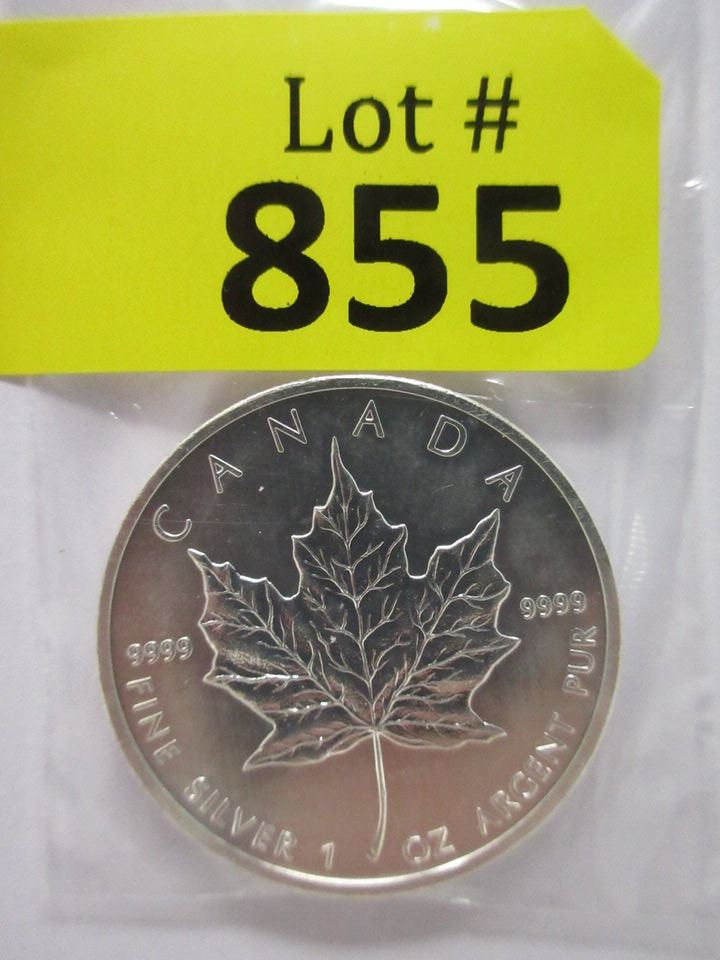 Lot #
855
CANADA
9999
9999
FINE SILVER 1 OZ ARGENT PUR